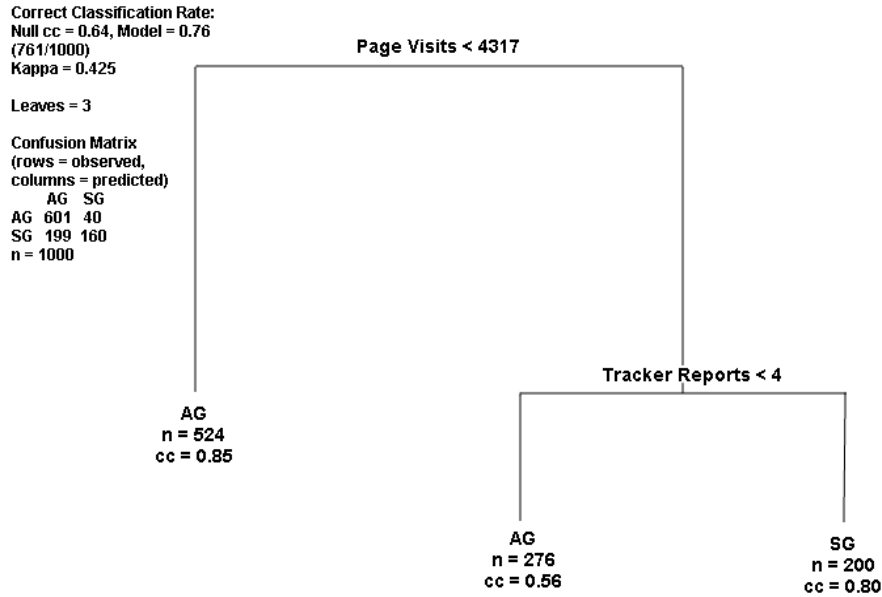 Correct Classification Rate:
Null cc = 0.64, Model = 0.76
(761/1000)
Kappa = 0.425
Leaves = 3
Confusion Matrix
(rows = observed,
columns = predicted)
AG SG
AG 601 40
SG 199 160
n = 1000
Page Visits < 4317
Tracker Reports < 4
AG
n = 524
cc = 0.85
AG
n = 276
cc = 0.56
SG
n = 200
cc = 0.80